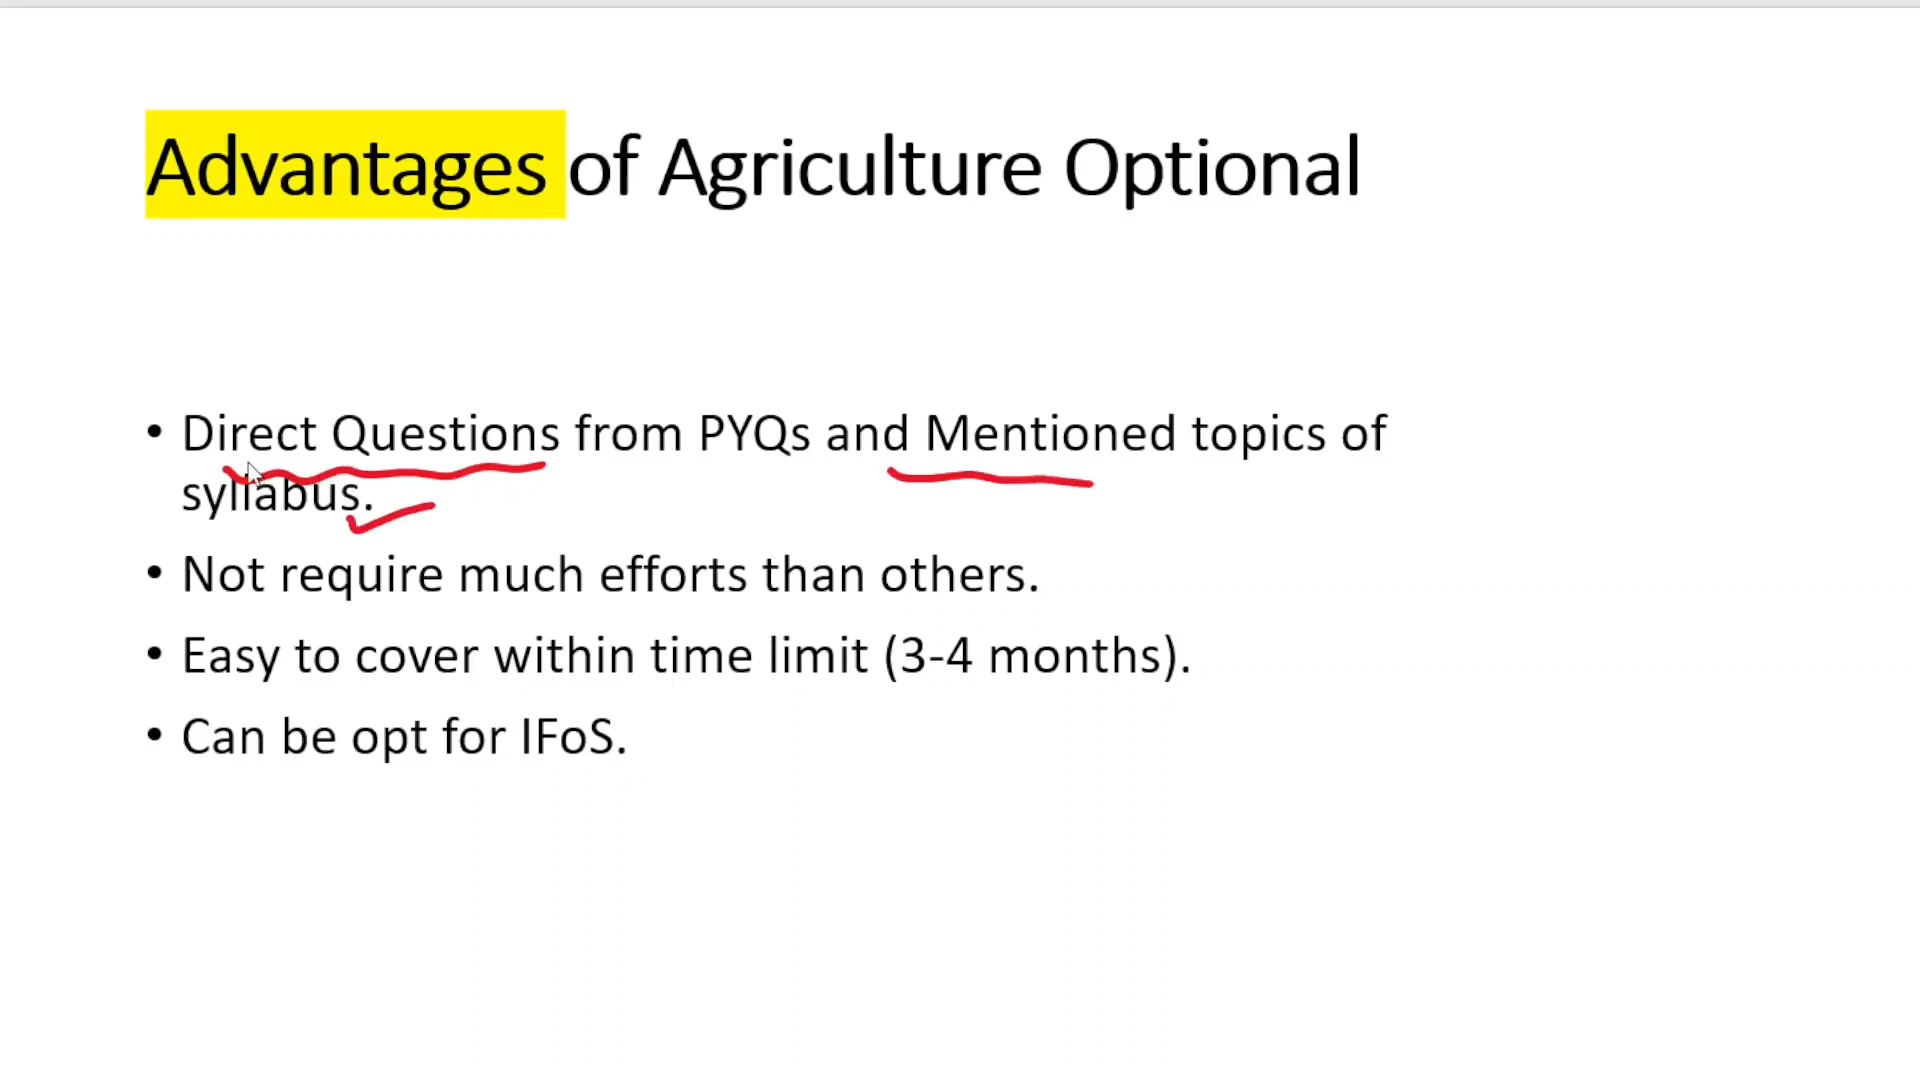 Advantages of Agriculture Optional
• Direct Questions from PYQs and Mentioned topics of
syllabus.
• Not require much efforts than others.
• Easy to cover within time limit (3-4 months).
• Can be opt for IFoS.